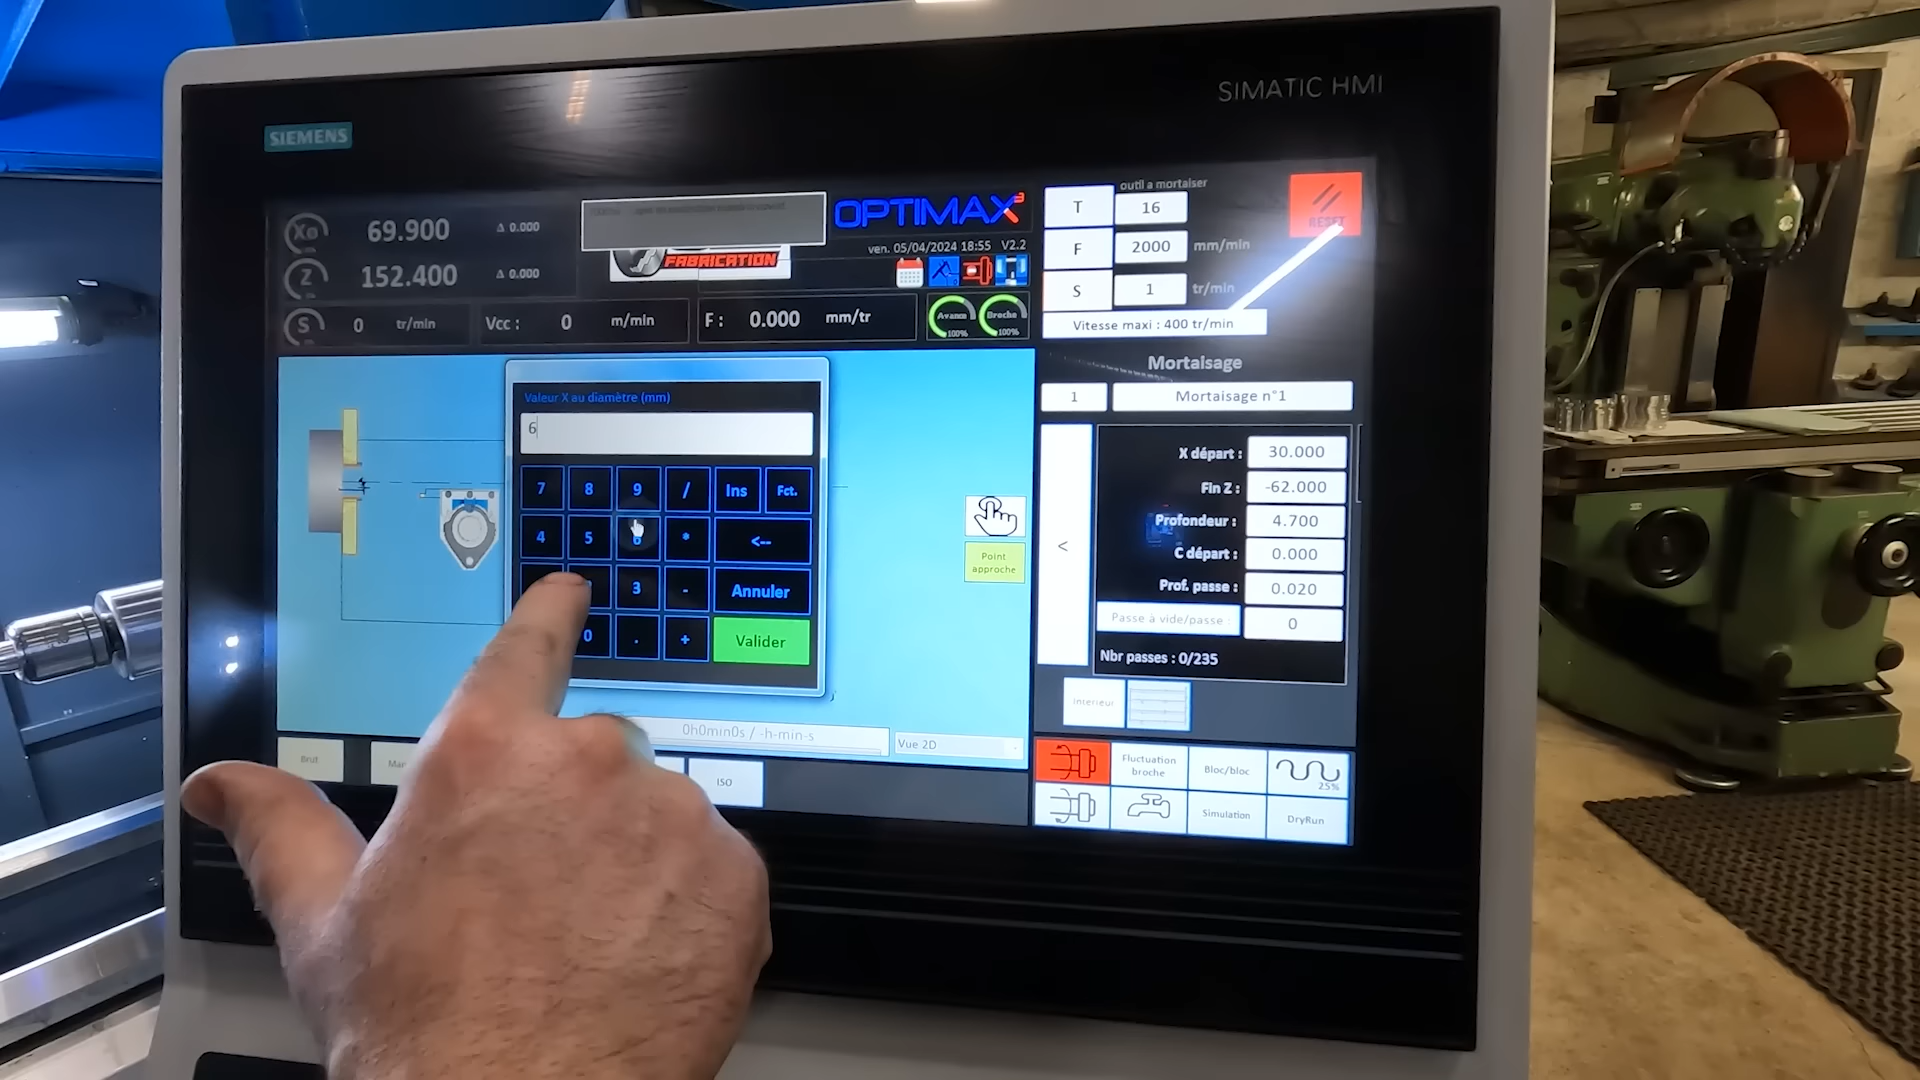 SIMATIC HMI
SIEMENS
Xo 69.900 Δ 0.000
Z 152.400 Δ 0.000
S 0 tr/min Vcc : 0 m/min F : 0.000 mm/tr
FABRICATION
OPTIMAX³
ven. 05/04/2024 18:55 V2.2
Avance 100%
Broche 100%
outil a mortaiser
T 16
F 2000 mm/min
S 1 tr/min
Vitesse maxi : 400 tr/min
RESET
Valeur X au diamètre (mm)
6
7 8 9 / Ins Fct.
4 5 6 * <--
3 - Annuler
0 . + Valider
Point
approche
0h0min0s / -h-min-s
Vue 2D
Brut
ISO
Mortaisage
1 Mortaisage n°1
<
X départ : 30.000
Fin Z : -62.000
Profondeur : 4.700
C départ : 0.000
Prof. passe : 0.020
Passe à vide/passe : 0
Nbr passes : 0/235
Interieur
Fluctuation
broche
Bloc/bloc
25%
Simulation
DryRun